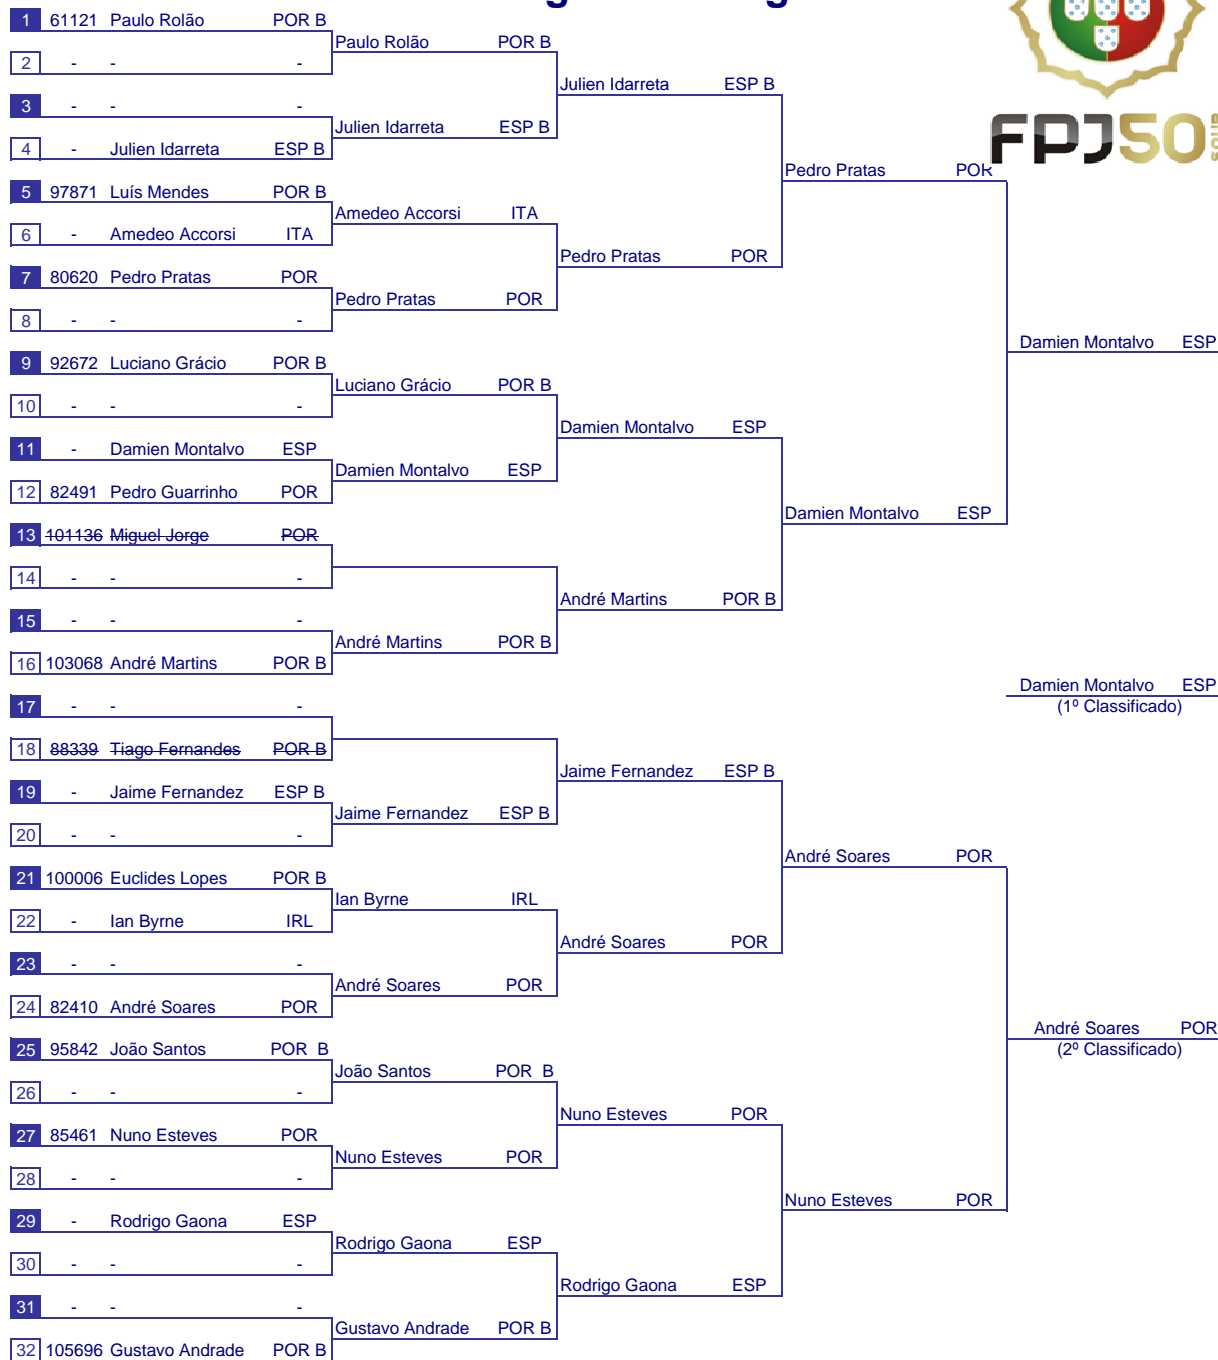 1 61121 Paulo Rolão POR B
Paulo Rolão POR B
2 - - -
Julien Idarreta ESP B
3 - - -
Julien Idarreta ESP B
4 - Julien Idarreta ESP B
FPJ50
Pedro Pratas POR
5 97871 Luís Mendes POR B
Amedeo Accorsi ITA
6 - Amedeo Accorsi ITA
Pedro Pratas POR
7 80620 Pedro Pratas POR
Pedro Pratas POR
8 - - -
Damien Montalvo ESP
9 92672 Luciano Grácio POR B
Luciano Grácio POR B
10 - - -
Damien Montalvo ESP
11 - Damien Montalvo ESP
Damien Montalvo ESP
12 82491 Pedro Guarrinho POR
Damien Montalvo ESP
13 101136 Miguel Jorge POR
14 - - -
André Martins POR B
15 - - -
André Martins POR B
16 103068 André Martins POR B
Damien Montalvo ESP
(1º Classificado)
17 - - -
18 88339 Tiago Fernandes POR B
Jaime Fernandez ESP B
19 - Jaime Fernandez ESP B
Jaime Fernandez ESP B
20 - - -
André Soares POR
21 100006 Euclides Lopes POR B
Ian Byrne IRL
22 - Ian Byrne IRL
André Soares POR
23 - - -
André Soares POR
24 82410 André Soares POR
André Soares POR
(2º Classificado)
25 95842 João Santos POR B
João Santos POR B
26 - - -
Nuno Esteves POR
27 85461 Nuno Esteves POR
Nuno Esteves POR
28 - - -
Nuno Esteves POR
29 - Rodrigo Gaona ESP
Rodrigo Gaona ESP
30 - - -
Rodrigo Gaona ESP
31 - - -
Gustavo Andrade POR B
32 105696 Gustavo Andrade POR B